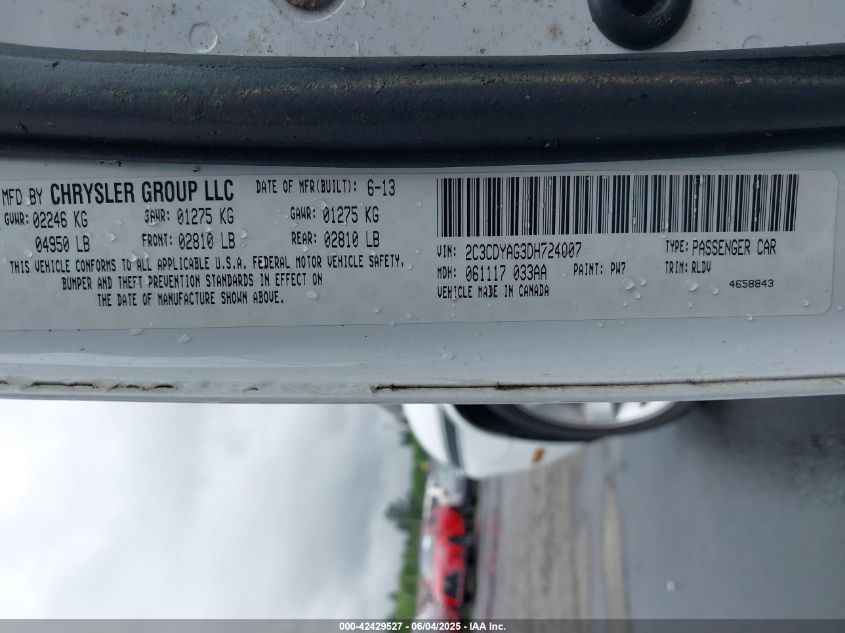 MFD BY CHRYSLER GROUP LLC DATE OF MFR(BUILT): 6-13
GVWR: 02246 KG GAWR: 01275 KG GAWR: 01275 KG
04950 LB FRONT: 02810 LB REAR: 02810 LB
THIS VEHICLE CONFORMS TO ALL APPLICABLE U.S.A. FEDERAL MOTOR VEHICLE SAFETY,
BUMPER AND THEFT PREVENTION STANDARDS IN EFFECT ON
THE DATE OF MANUFACTURE SHOWN ABOVE.
VIN: 2C3CDYAG3DH724007 TYPE: PASSENGER CAR
MDH: 061117 033AA PAINT: PW7 TRIM: RLDV
VEHICLE MADE IN CANADA 4658843
000-42429527 - 06/04/2025 - IAA Inc.